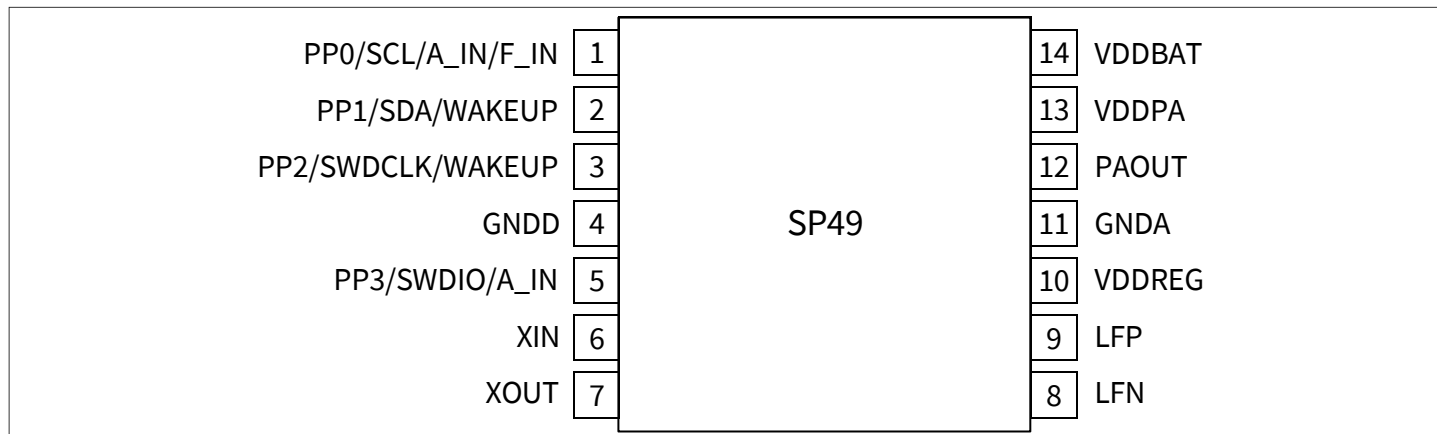 PP0/SCL/A_IN/F_IN 1 14 VDDBAT
PP1/SDA/WAKEUP 2 13 VDDPA
PP2/SWDCLK/WAKEUP 3 12 PAOUT
GNDD 4 SP49 11 GNDA
PP3/SWDIO/A_IN 5 10 VDDREG
XIN 6 9 LFP
XOUT 7 8 LFN